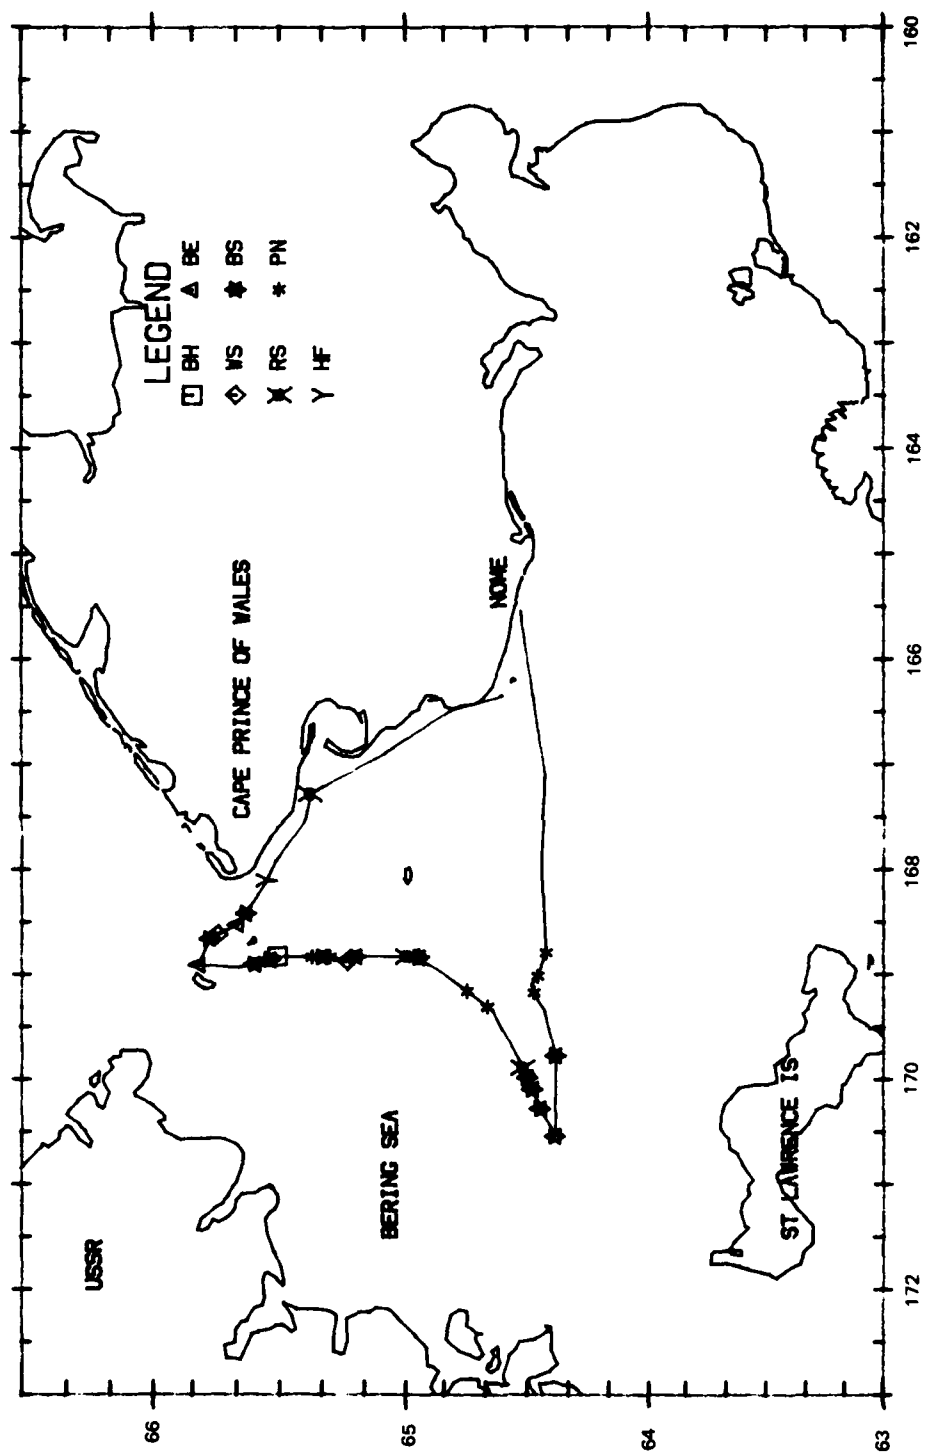 LEGEND
BH BE
WS BS
RS PN
HF
CAPE PRINCE OF WALES
NOME
USSR
BERING SEA
ST LAWRENCE IS
66
65
64
63
172
170
168
166
164
162
160